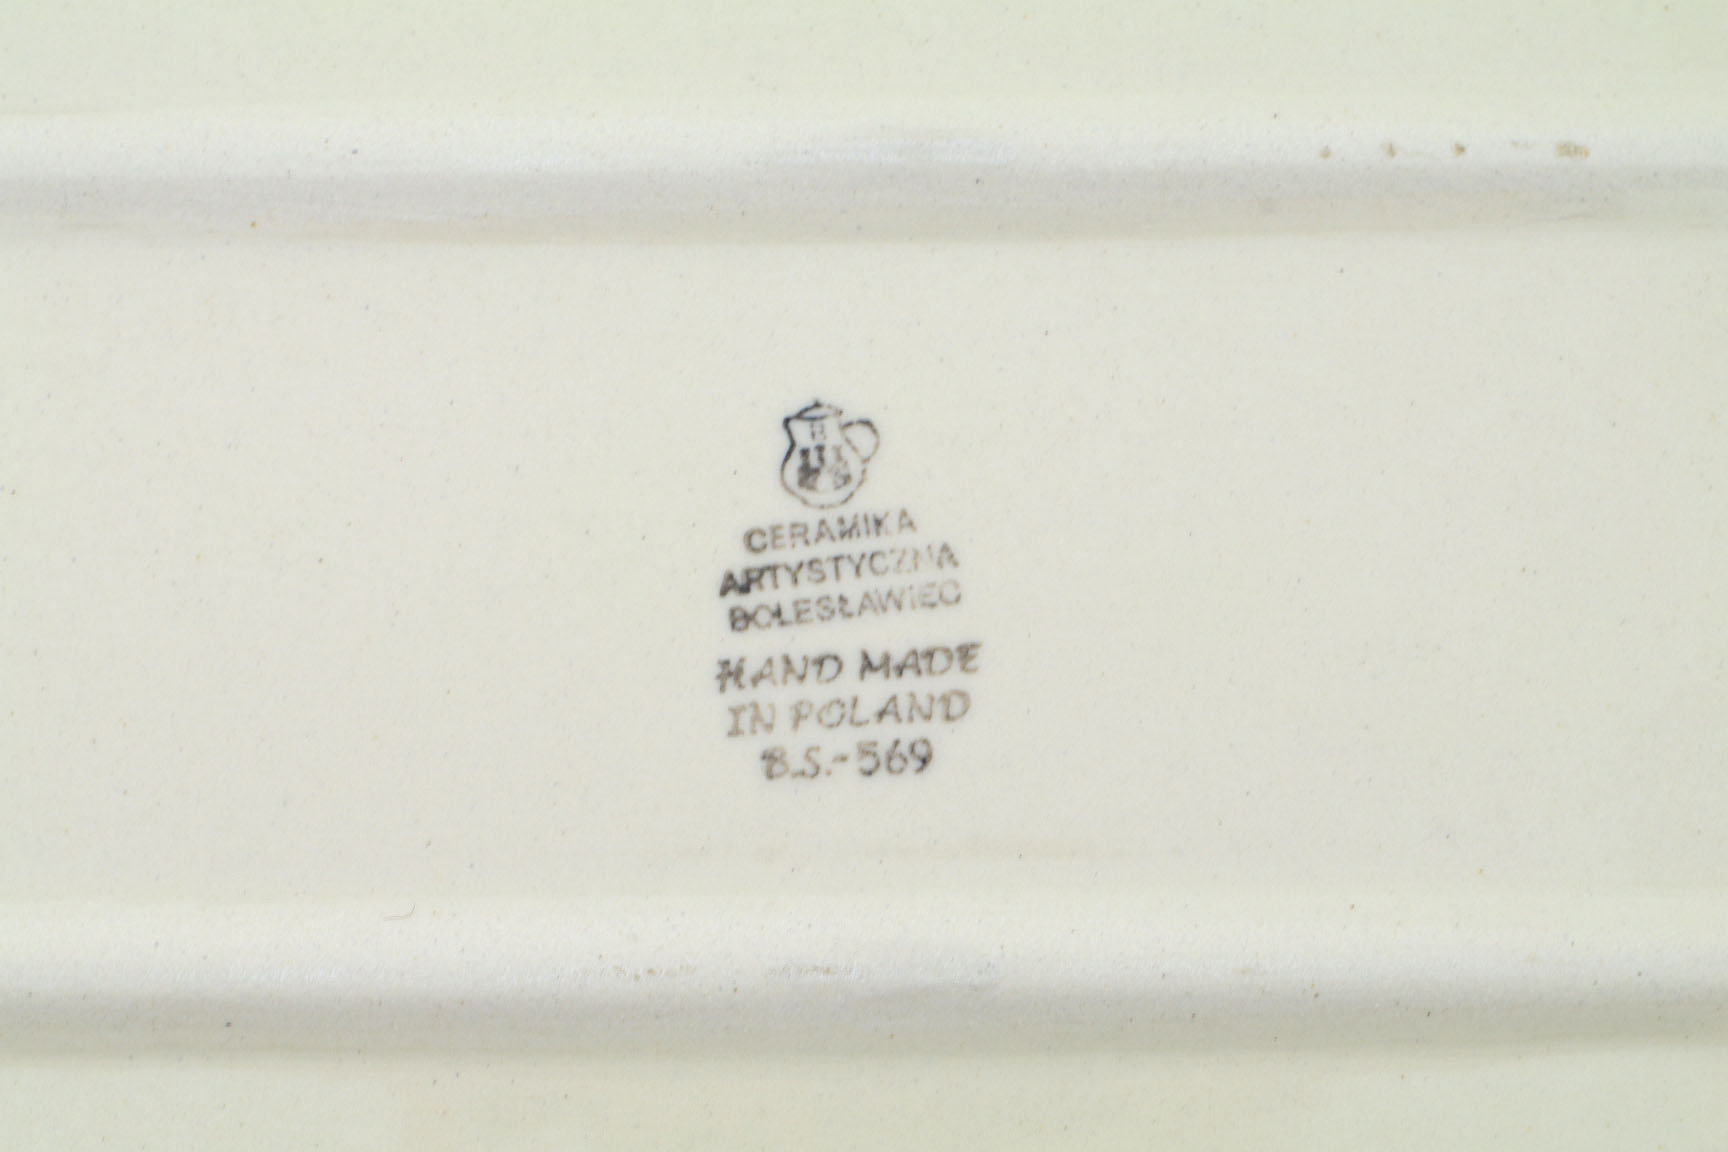 CERAMIKA
ARTYSTYCZNA
BOLESŁAWIEC
HAND MADE
IN POLAND
B.S.-569